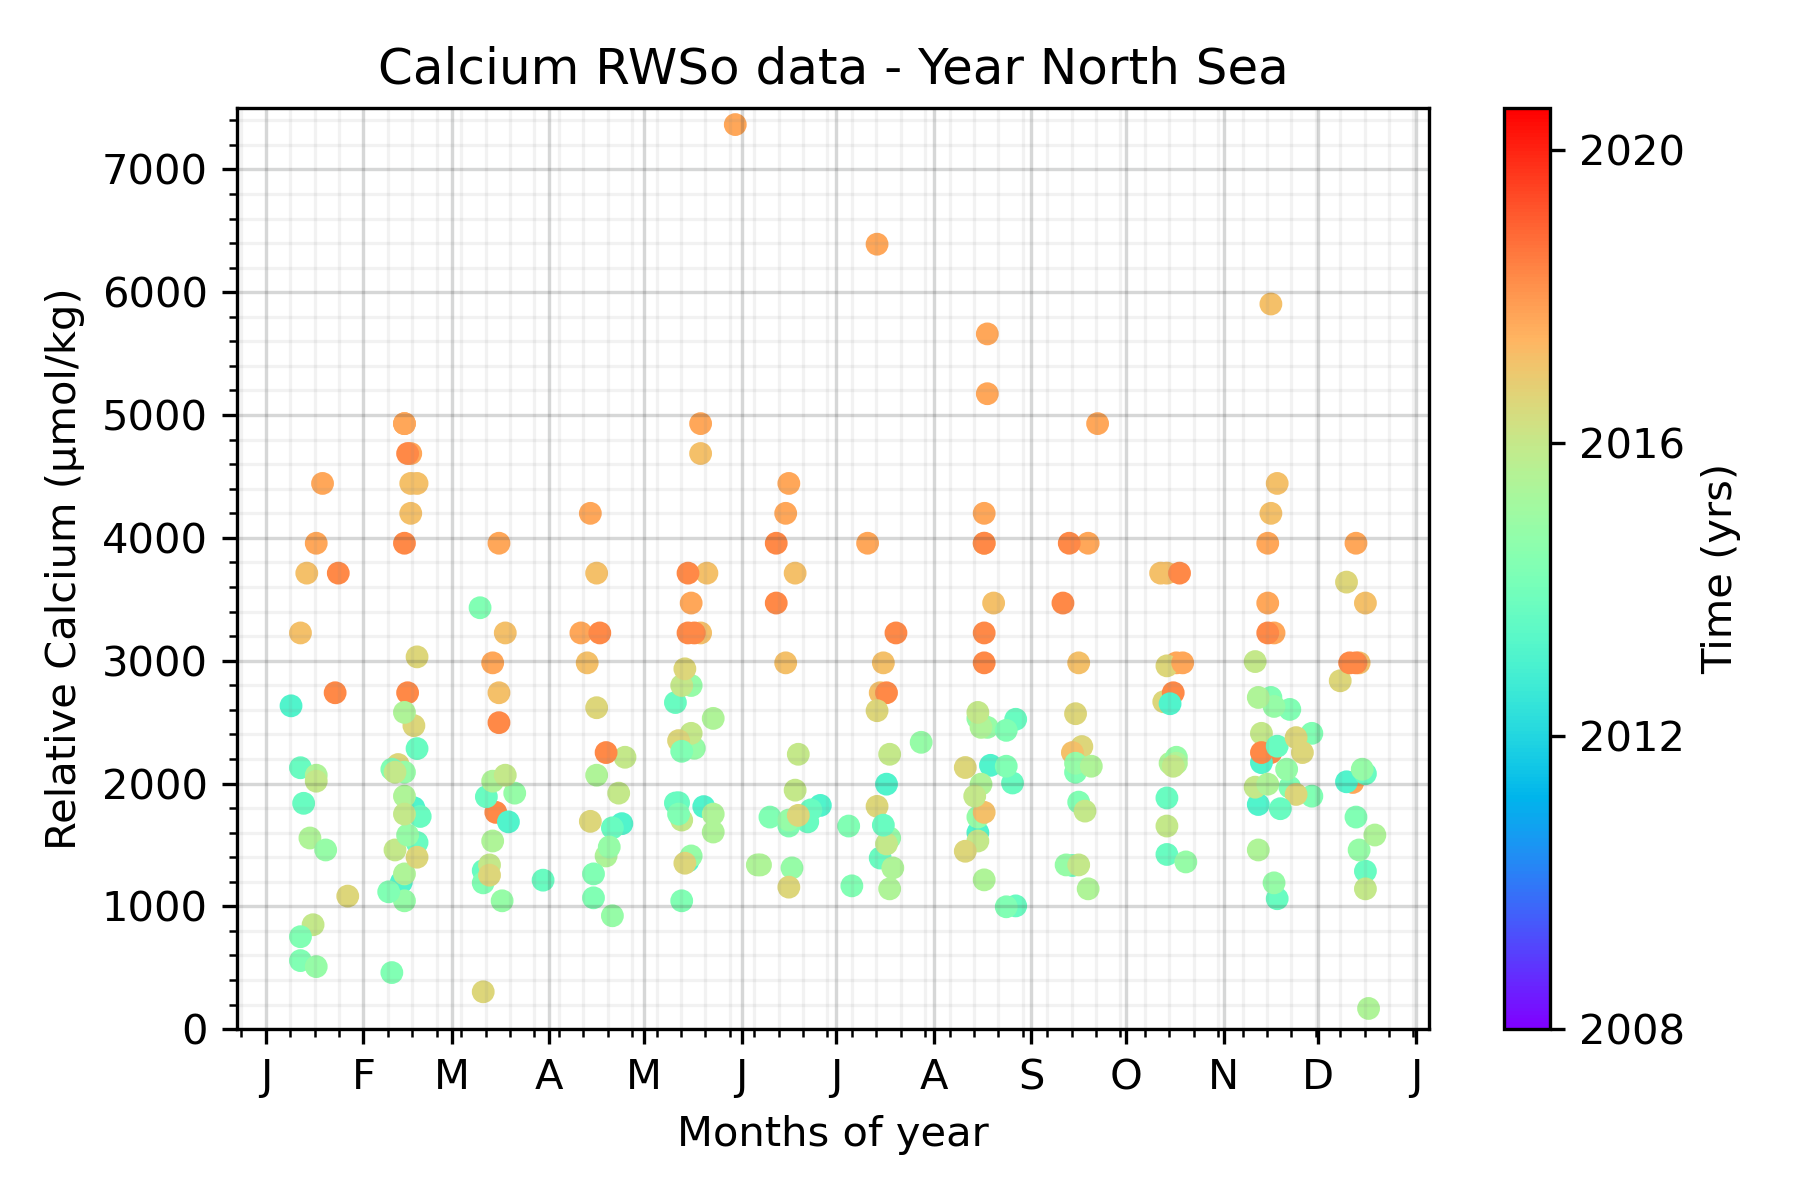 Calcium RWSo data - Year North Sea
Relative Calcium (μmol/kg)
7000
6000
5000
4000
3000
2000
1000
0
J F M A M J J A S O N D J
Months of year
2020
2016
2012
2008
Time (yrs)